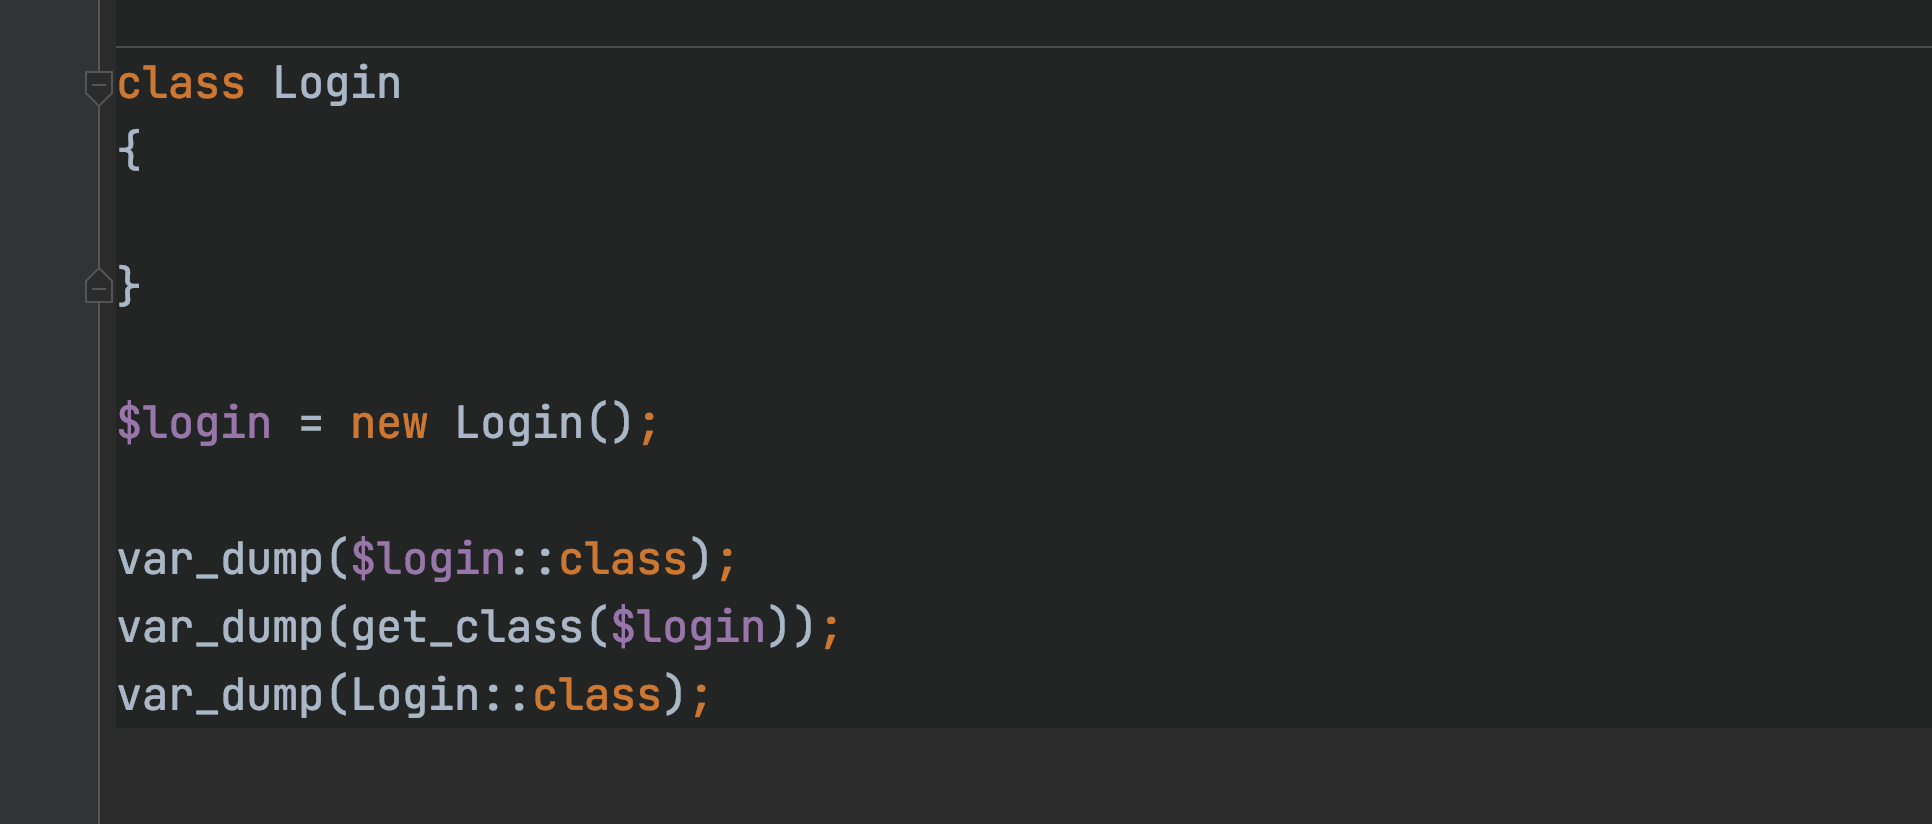 class Login
{
}
$login = new Login();
var_dump($login::class);
var_dump(get_class($login));
var_dump(Login::class);